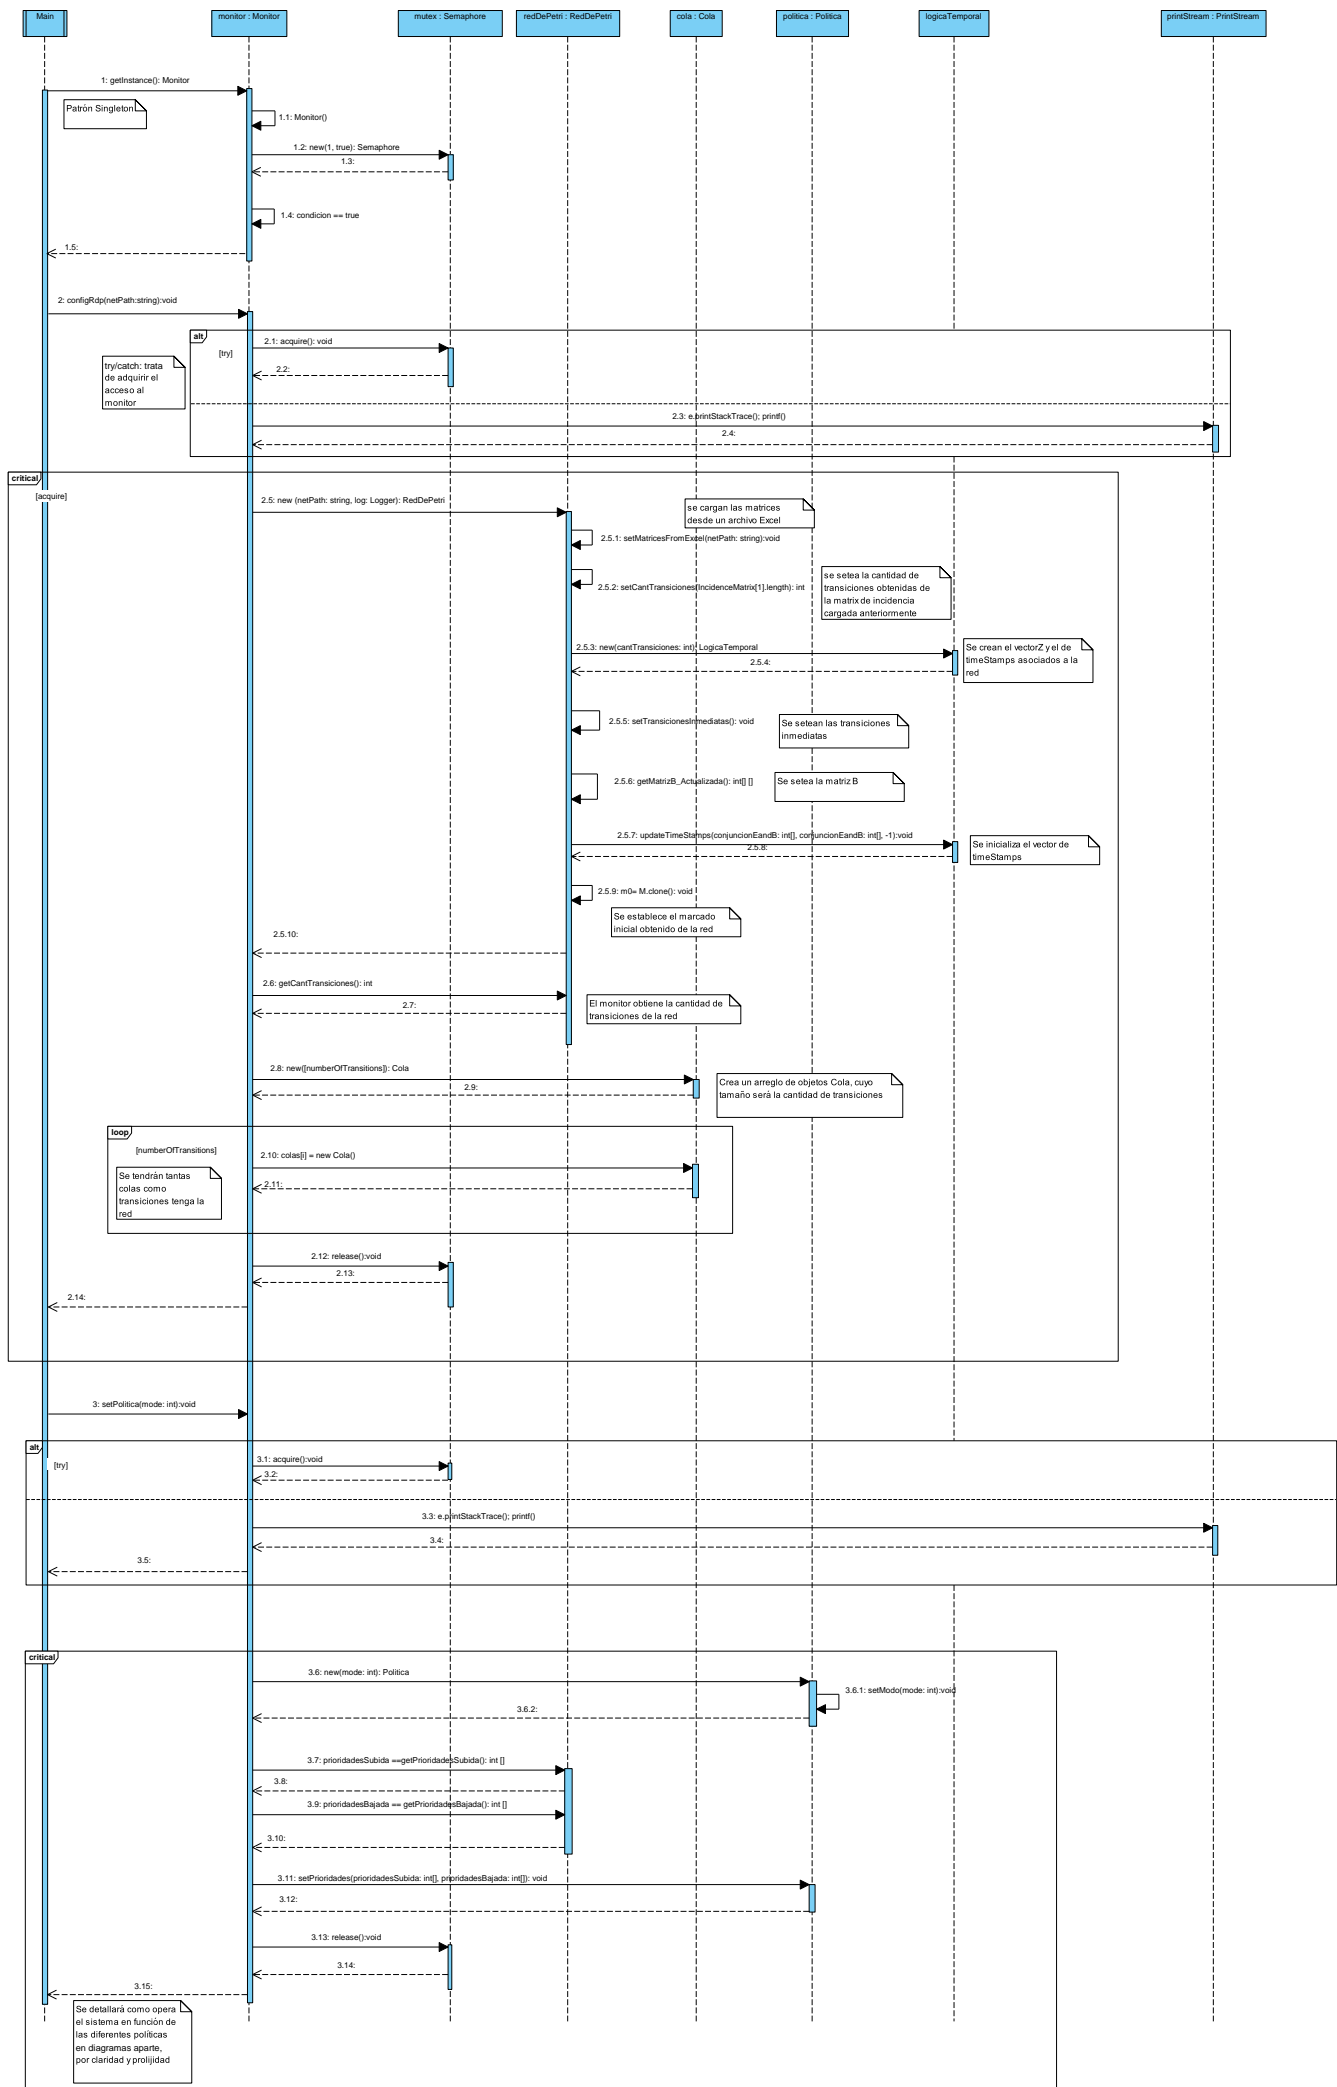 Main
monitor : Monitor
mutex : Semaphore
redDePetri : RedDePetri
cola : Cola
politica : Politica
logicaTemporal
printStream : PrintStream
1: getInstance(): Monitor
Patrón Singleton
1.1: Monitor()
1.2: new(1, true): Semaphore
1.3:
1.4: condicion == true
1.5:
2: configRdp(netPath:string):void
alt
[try]
2.1: acquire(): void
2.2:
try/catch: trata
de adquirir el
acceso al
monitor
2.3: e.printStackTrace(); printf()
2.4:
critical
[acquire]
2.5: new (netPath: string, log: Logger): RedDePetri
se cargan las matrices
desde un archivo Excel
2.5.1: setMatricesFromExcel(netPath: string):void
2.5.2: setCantTransiciones(IncidenceMatrix[1].length): int
se setea la cantidad de
transiciones obtenidas de
la matrix de incidencia
cargada anteriormente
2.5.3: new(cantTransiciones: int): LogicaTemporal
2.5.4:
Se crean el vectorZ y el de
timeStamps asociados a la
red
2.5.5: setTransicionesInmediatas(): void
Se setean las transiciones
inmediatas
2.5.6: getMatrizB_Actualizada(): int[] []
Se setea la matriz B
2.5.7: updateTimeStamps(conjuncionEandB: int[], conjuncionEandB: int[], -1):void
2.5.8:
Se inicializa el vector de
timeStamps
2.5.9: m0= M.clone(): void
Se establece el marcado
inicial obtenido de la red
2.5.10:
2.6: getCantTransiciones(): int
2.7:
El monitor obtiene la cantidad de
transiciones de la red
2.8: new([numberOfTransitions]): Cola
2.9:
Crea un arreglo de objetos Cola, cuyo
tamaño será la cantidad de transiciones
loop
[numberOfTransitions]
2.10: colas[i] = new Cola()
2.11:
Se tendrán tantas
colas como
transiciones tenga la
red
2.12: release():void
2.13:
2.14:
3: setPolitica(mode: int):void
alt
[try]
3.1: acquire():void
3.2:
3.3: e.printStackTrace(); printf()
3.4:
3.5:
critical
3.6: new(mode: int): Politica
3.6.1: setModo(mode: int):void
3.6.2:
3.7: prioridadesSubida ==getPrioridadesSubida(): int []
3.8:
3.9: prioridadesBajada == getPrioridadesBajada(): int []
3.10:
3.11: setPrioridades(prioridadesSubida: int[], prioridadesBajada: int[]): void
3.12:
3.13: release():void
3.14:
3.15:
Se detallará como opera
el sistema en función de
las diferentes políticas
en diagramas aparte,
por claridad y prolijidad